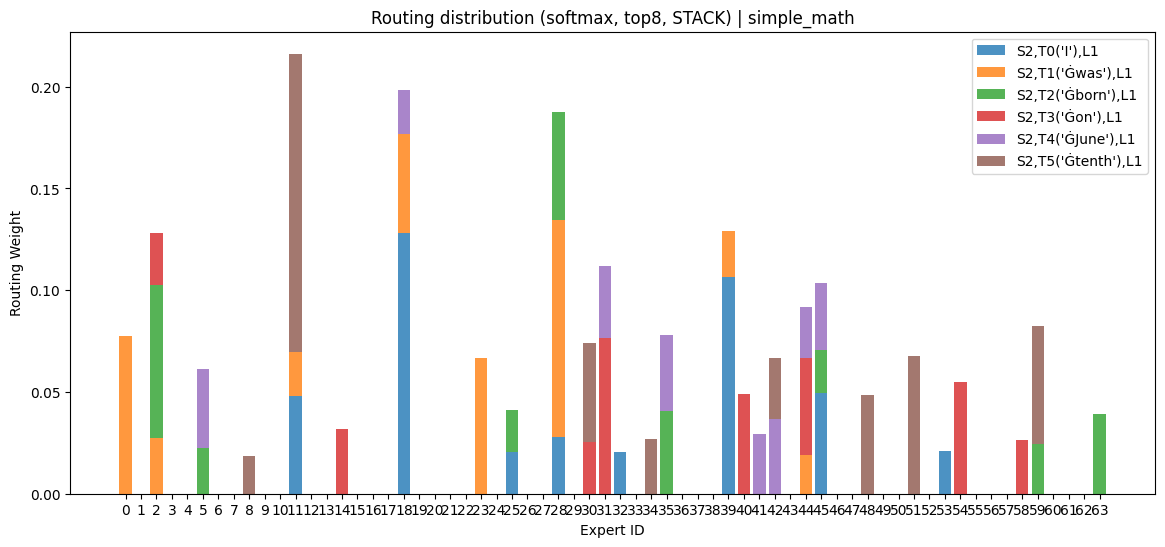 Routing distribution (softmax, top8, STACK) | simple_math
S2,T0('I'),L1
S2,T1('Ġwas'),L1
S2,T2('Ġborn'),L1
S2,T3('Ġon'),L1
S2,T4('ĠJune'),L1
S2,T5('Ġtenth'),L1
Routing Weight
0.20
0.15
0.10
0.05
0.00
0 1 2 3 4 5 6 7 8 9 10 11 12 13 14 15 16 17 18 19 20 21 22 23 24 25 26 27 28 29 30 31 32 33 34 35 36 37 38 39 40 41 42 43 44 45 46 47 48 49 50 51 52 53 54 55 56 57 58 59 60 61 62 63
Expert ID